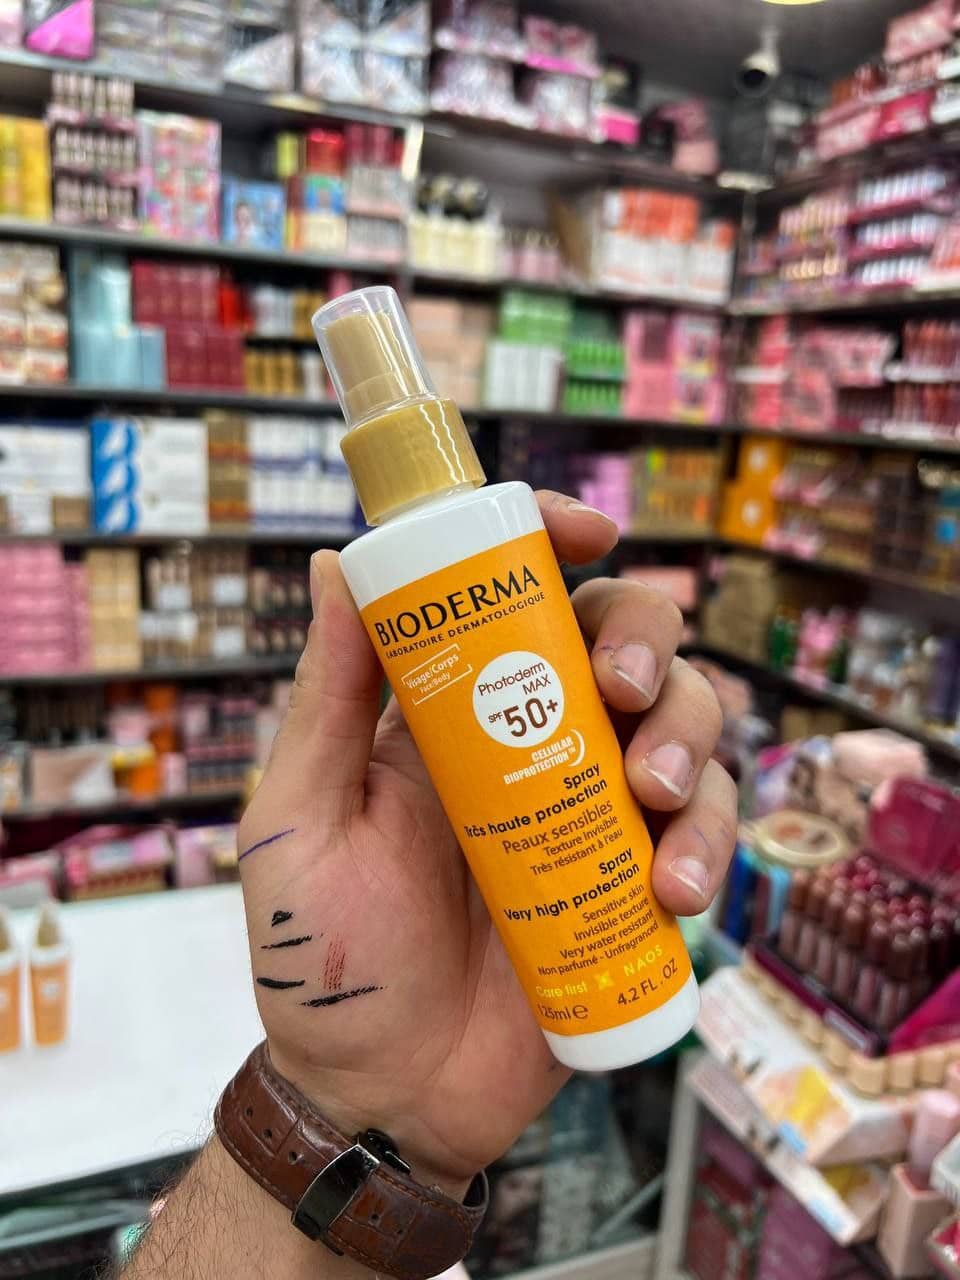 BIODERMA
LABORATOIRE DERMATOLOGIQUE
Visage/Corps
Face/Body
Photoderm
MAX
SPF 50+
CELLULAR
BIOPROTECTION™
Spray
Très haute protection
Peaux sensibles
Texture invisible
Très résistant à l'eau
Spray
Very high protection
Sensitive skin
Invisible texture
Very water resistant
Non parfumé - Unfragranced
Care first NAOS
125ml e 4.2 FL. OZ